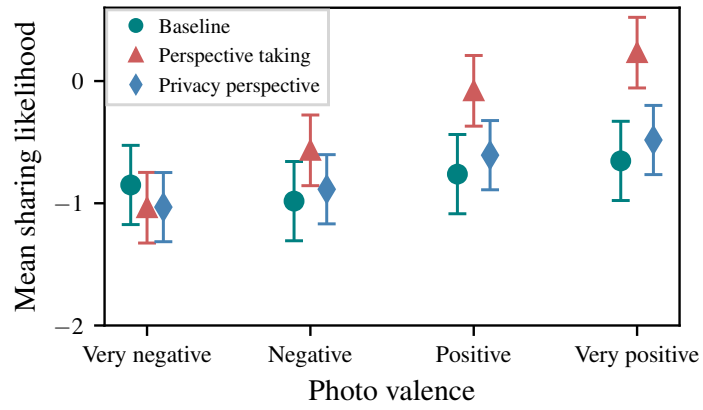 Baseline
Perspective taking
Privacy perspective
Mean sharing likelihood
0
−1
−2
Very negative
Negative
Positive
Very positive
Photo valence